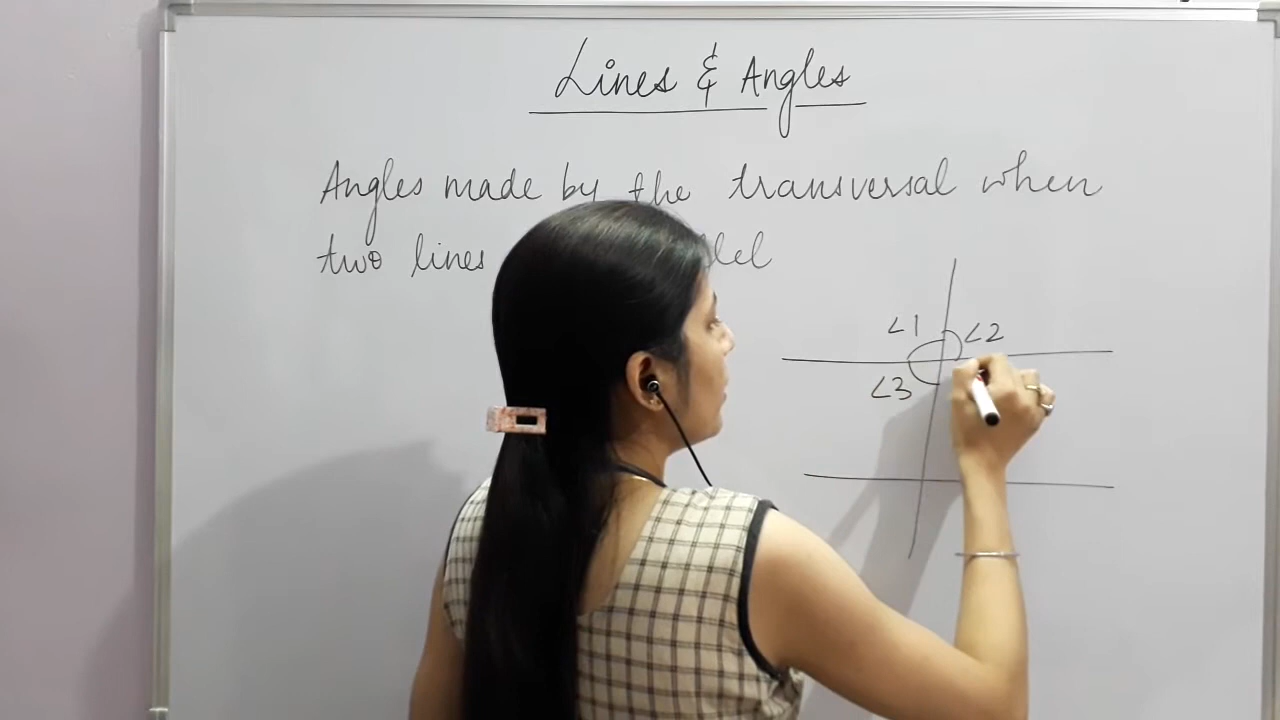 Lines & Angles
Angles made by the transversal when
two lines
∠1
∠2
∠3